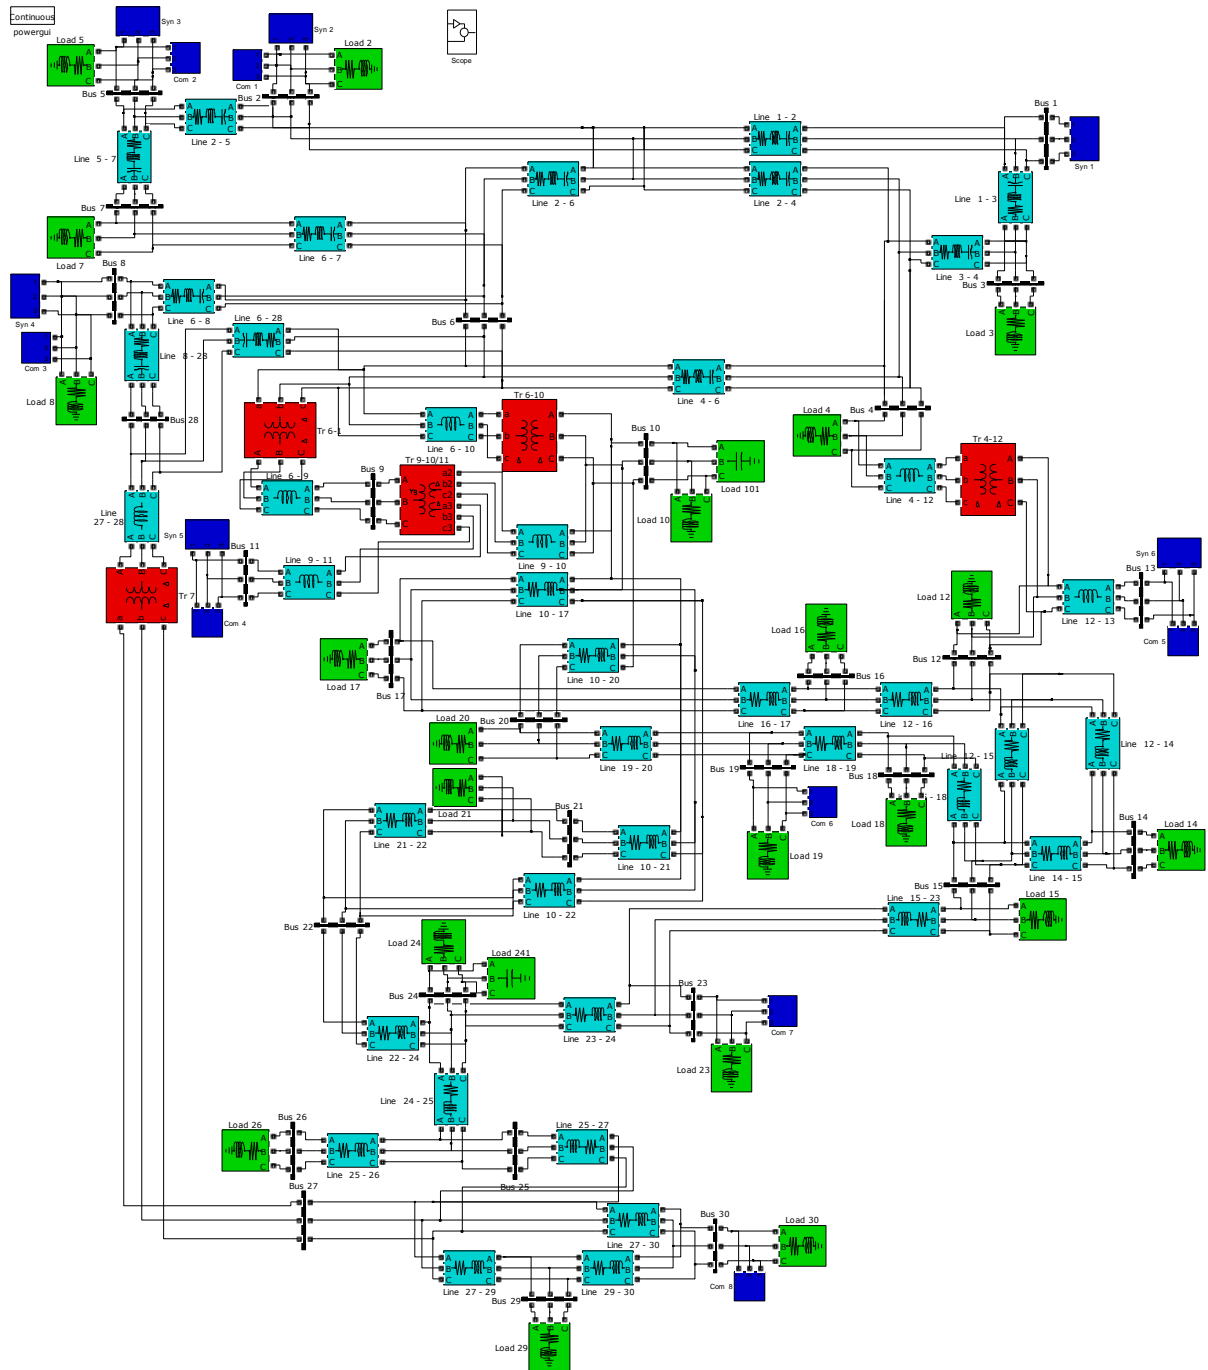 Continuous
powergui
Syn 3
Syn 2
Scope
Load 5
Com 2
Load 2
Com 1
Bus 5
Bus 2
Line 2 - 5
Line 1 - 2
Bus 1
Syn 1
Line 5 - 7
Line 2 - 6
Line 2 - 4
Line 1 - 3
Bus 7
Load 7
Line 6 - 7
Line 3 - 4
Bus 3
Bus 8
Syn 4
Line 6 - 8
Line 6 - 28
Bus 6
Load 3
Com 3
Line 8 - 28
Load 8
Line 4 - 6
Bus 28
Tr 6-1
Tr 6-10
Line 6 - 10
Bus 10
Load 101
Load 4
Bus 4
Tr 4-12
Line 4 - 12
Line 6 - 9
Bus 9
Tr 9-10/11
Load 10
Line
27 - 28
Syn 5
Bus 11
Line 9 - 11
Line 9 - 10
Tr 7
Com 4
Line 10 - 17
Syn 6
Bus 13
Line 12 - 13
Com 5
Load 12
Bus 12
Load 16
Bus 16
Load 17
Bus 17
Line 10 - 20
Line 16 - 17
Line 12 - 16
Load 20
Bus 20
Line 19 - 20
Bus 19
Line 18 - 19
Bus 18
Line 12 - 15
Line 12 - 14
Load 21
Bus 21
Line 21 - 22
Line 10 - 21
Com 6
Load 19
Load 18
- 18
Line 14 - 15
Bus 14
Load 14
Line 10 - 22
Bus 22
Bus 15
Line 15 - 23
Load 15
Load 24
Load 241
Bus 24
Line 22 - 24
Line 23 - 24
Bus 23
Com 7
Load 23
Line 24 - 25
Load 26
Bus 26
Line 25 - 26
Bus 25
Line 25 - 27
Bus 27
Line 27 - 30
Bus 30
Load 30
Com 8
Line 27 - 29
Line 29 - 30
Bus 29
Load 29